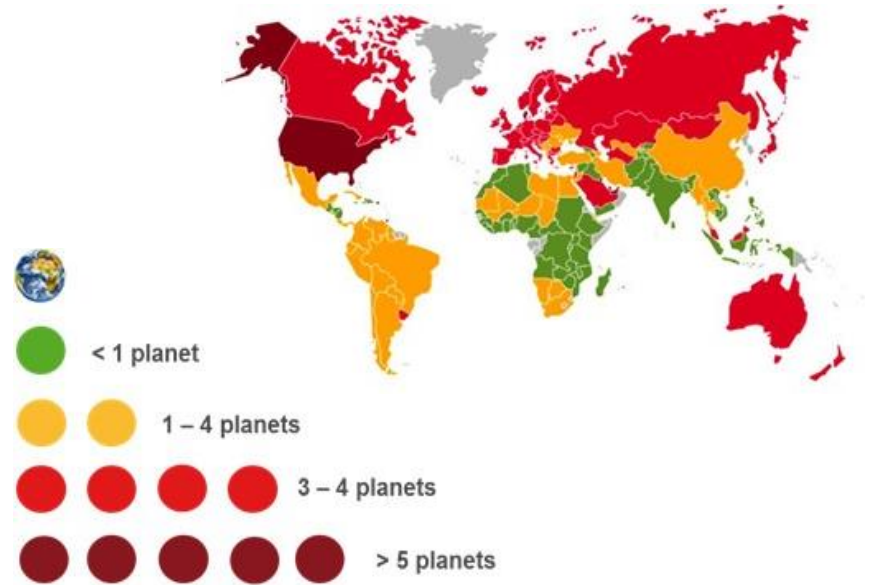 < 1 planet
1 – 4 planets
3 – 4 planets
> 5 planets